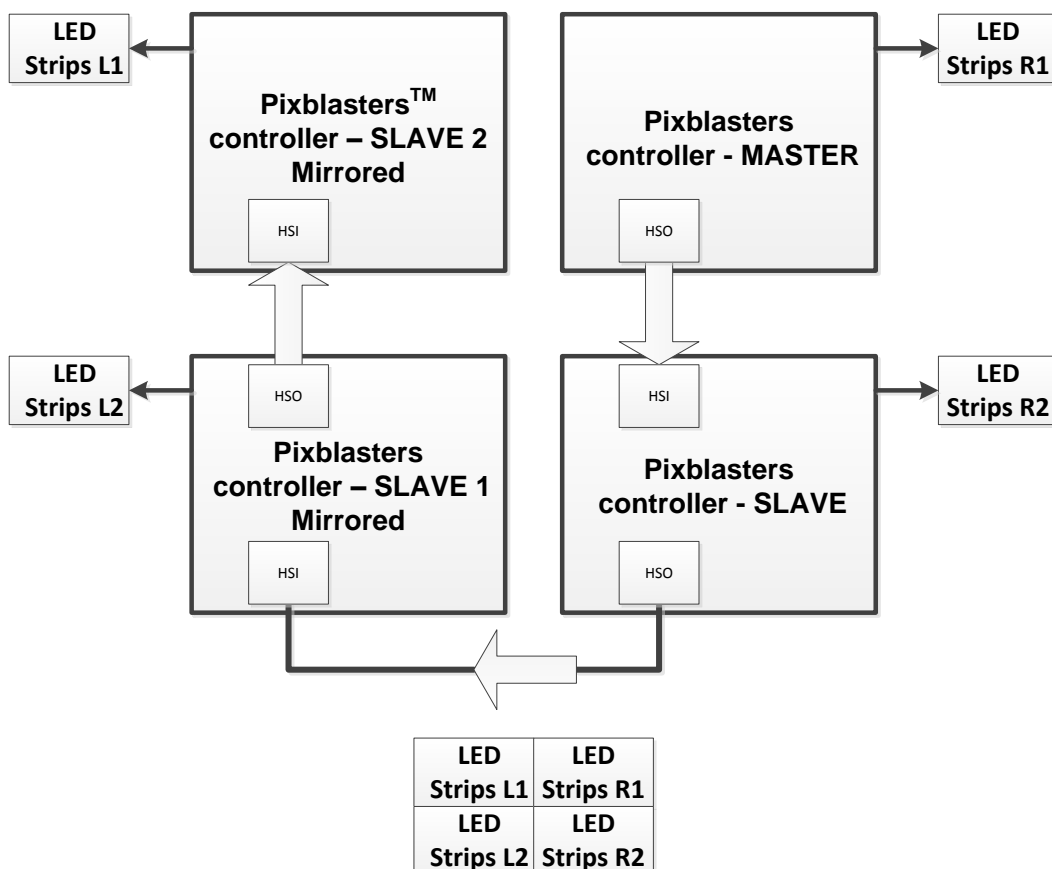 LED
Strips L1
Pixblasters™
controller – SLAVE 2
Mirrored
HSI
Pixblasters
controller - MASTER
HSO
LED
Strips R1
LED
Strips L2
HSO
Pixblasters
controller – SLAVE 1
Mirrored
HSI
HSI
Pixblasters
controller - SLAVE
HSO
LED
Strips R2
LED
Strips L1
LED
Strips R1
LED
Strips L2
LED
Strips R2